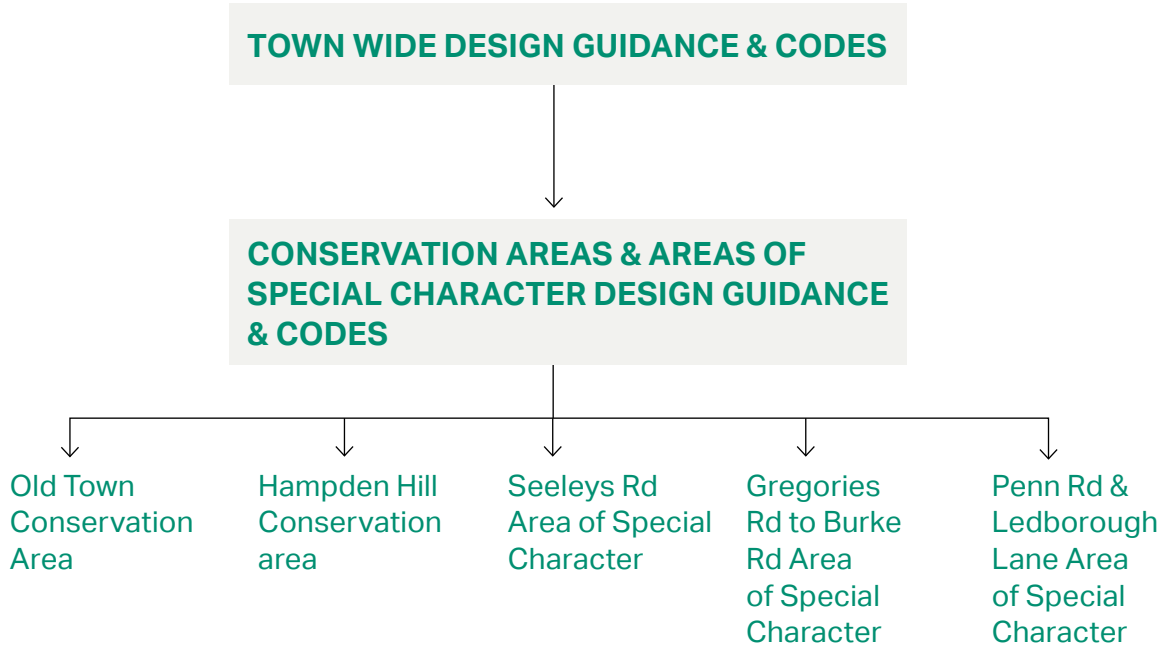 TOWN WIDE DESIGN GUIDANCE & CODES
CONSERVATION AREAS & AREAS OF
SPECIAL CHARACTER DESIGN GUIDANCE
& CODES
Old Town
Conservation
Area
Hampden Hill
Conservation
area
Seeleys Rd
Area of Special
Character
Gregories
Rd to Burke
Rd Area
of Special
Character
Penn Rd &
Ledborough
Lane Area
of Special
Character